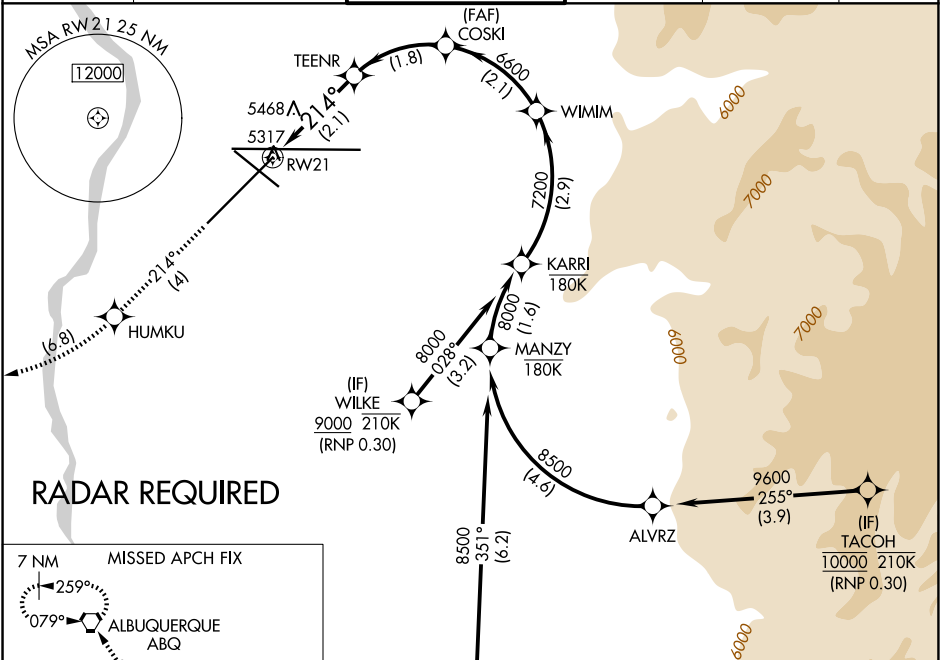 MSA RW21 25 NM
12000
(FAF)
COSKI
TEENR
(1.8)
6600
(2.1)
WIMIM
5468
214°
(2.1)
5317
RW21
6000
7000
7200
(2.9)
KARRI
180K
214°
(4)
HUMKU
(6.8)
8000
(1.6)
MANZY
180K
8000
028°
(3.2)
(IF)
WILKE
9000 210K
(RNP 0.30)
6000
7000
8500
(4.6)
ALVRZ
9600
255°
(3.9)
(IF)
TACOH
10000 210K
(RNP 0.30)
RADAR REQUIRED
8500
351°
(6.2)
6000
MISSED APCH FIX
7 NM
259°
079°
ALBUQUERQUE
ABQ